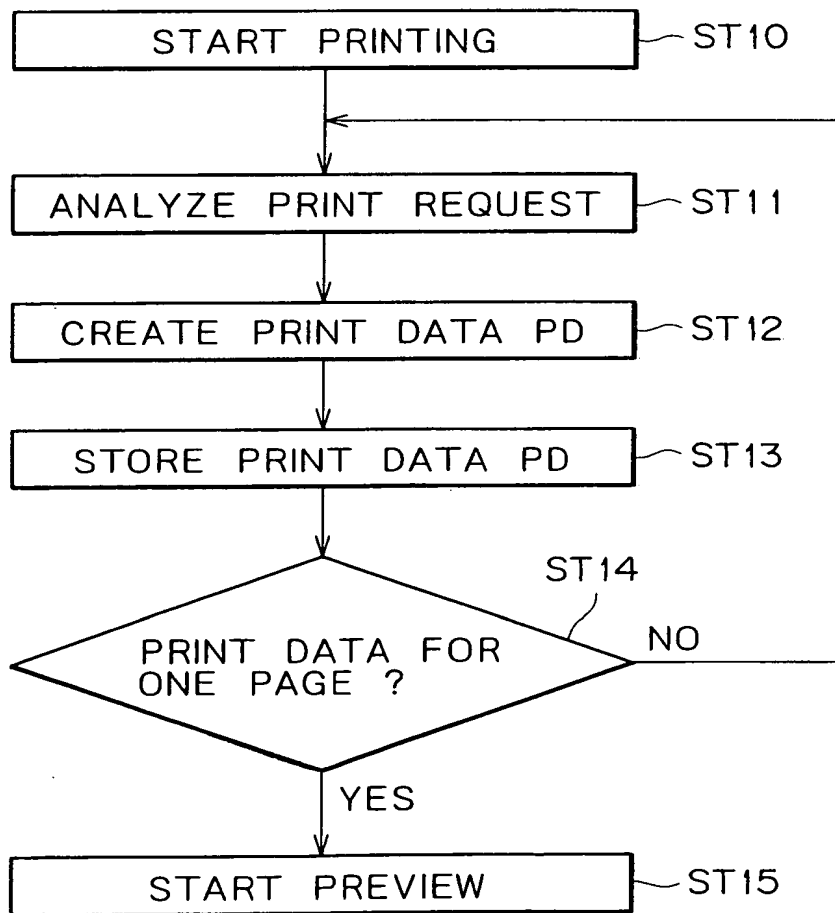 START PRINTING
ST10
ANALYZE PRINT REQUEST
ST11
CREATE PRINT DATA PD
ST12
STORE PRINT DATA PD
ST13
ST14
PRINT DATA FOR
ONE PAGE ?
NO
YES
START PREVIEW
ST15